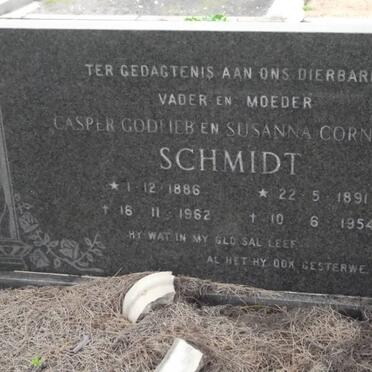 TER GEDAGTENIS AAN ONS DIERBARE
VADER EN MOEDER
CASPER GODLIEB EN SUSANNA CORN
SCHMIDT
★ 1·12·1886 ★ 22·5·1891
† 16·11·1962 † 10·6·1954
HY WAT IN MY GLO SAL LEEF
AL HET HY OOK GESTERWE